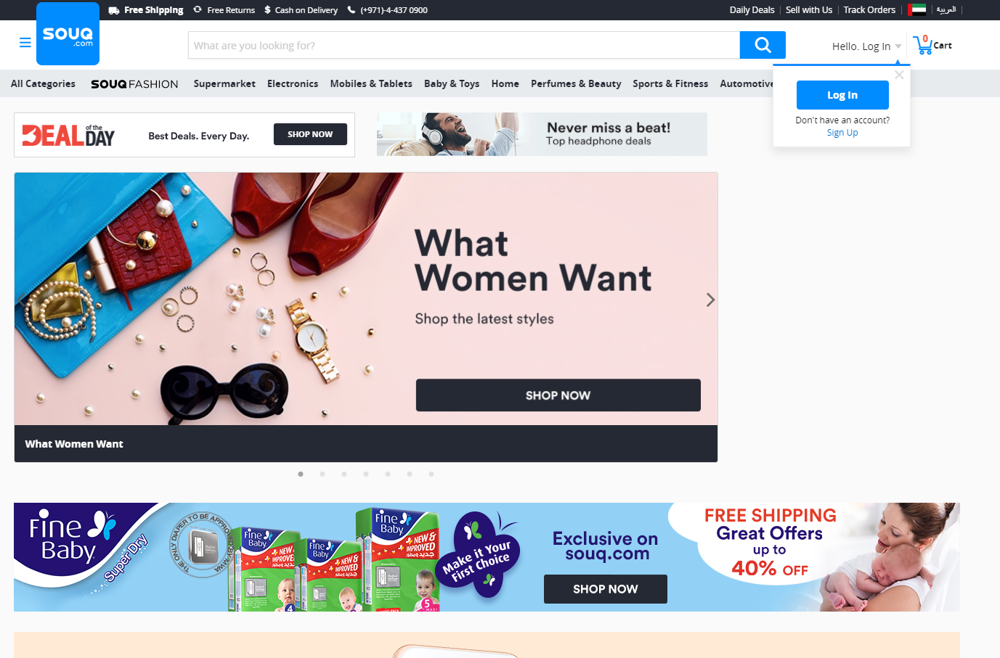 Free Shipping
Free Returns
$ Cash on Delivery
(+971)-4-437 0900
Daily Deals
Sell with Us
Track Orders
العربية
souq
.com
What are you looking for?
Hello. Log In
0
Cart
All Categories
SOUQ FASHION
Supermarket
Electronics
Mobiles & Tablets
Baby & Toys
Home
Perfumes & Beauty
Sports & Fitness
Automotive
Log In
Don't have an account?
Sign Up
DEAL of the DAY
Best Deals. Every Day.
SHOP NOW
Never miss a beat!
Top headphone deals
What
Women Want
Shop the latest styles
SHOP NOW
What Women Want
Fine
Baby
Super Dry
THE ONLY DIAPER TO BE APPROVED BY MWA
Fine
Baby
NEW &
IMPROVED
4
Fine
Baby
NEW &
IMPROVED
Fine
Baby
NEW &
IMPROVED
جديد ومطور
5
MAXI
Make it Your
First Choice
Exclusive on
souq.com
SHOP NOW
FREE SHIPPING
Great Offers
up to
40% OFF